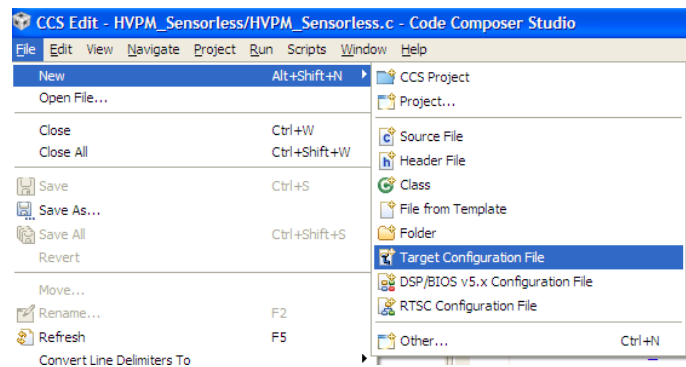 CCS Edit - HVPM_Sensorless/HVPM_Sensorless.c - Code Composer Studio
File Edit View Navigate Project Run Scripts Window Help
New Alt+Shift+N
Open File...
Close Ctrl+W
Close All Ctrl+Shift+W
Save Ctrl+S
Save As...
Save All Ctrl+Shift+S
Revert
Move...
Rename... F2
Refresh F5
Convert Line Delimiters To
CCS Project
Project...
Source File
Header File
Class
File from Template
Folder
Target Configuration File
DSP/BIOS v5.x Configuration File
RTSC Configuration File
Other... Ctrl+N